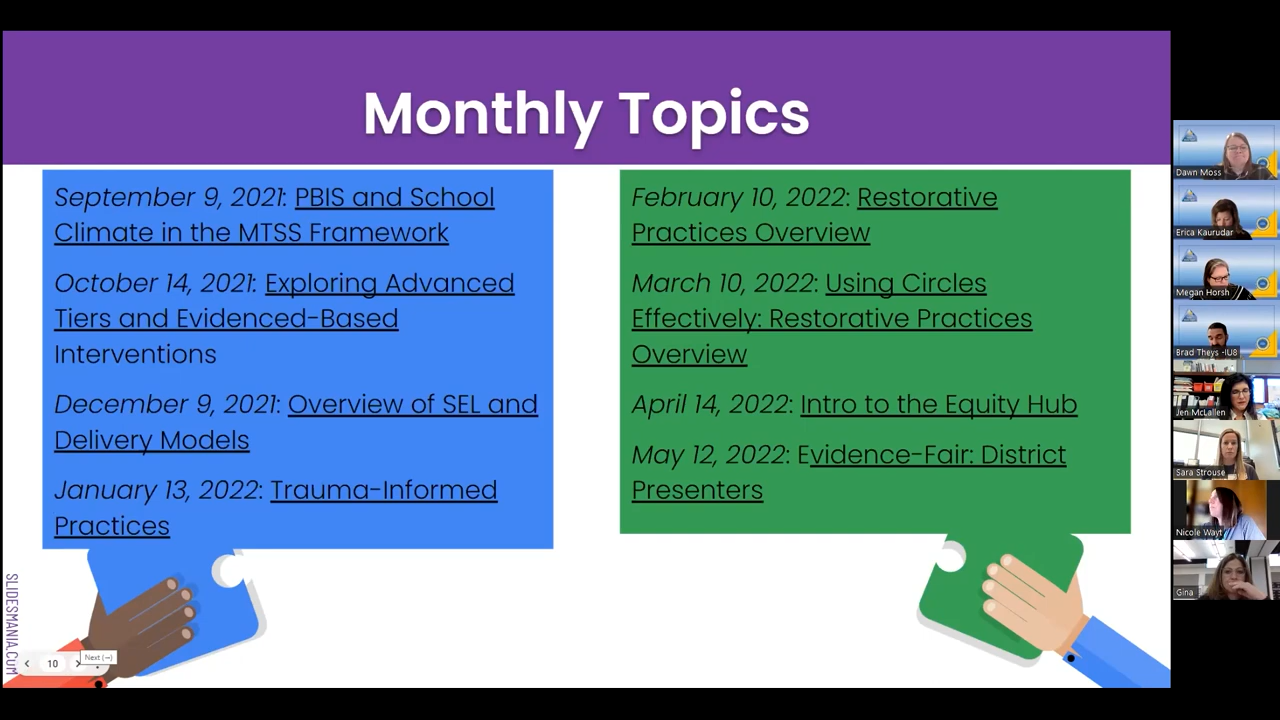 Monthly Topics
September 9, 2021: PBIS and School
Climate in the MTSS Framework
October 14, 2021: Exploring Advanced
Tiers and Evidenced-Based
Interventions
December 9, 2021: Overview of SEL and
Delivery Models
January 13, 2022: Trauma-Informed
Practices
February 10, 2022: Restorative
Practices Overview
March 10, 2022: Using Circles
Effectively: Restorative Practices
Overview
April 14, 2022: Intro to the Equity Hub
May 12, 2022: Evidence-Fair: District
Presenters
SLIDESMANIA.COM
10
Next (→)
Dawn Moss
Erica Kaurudar
Megan Horsh
Brad Theys -IU8
Jen McLallen
Sara Strouse
Nicole Wayt
Gina